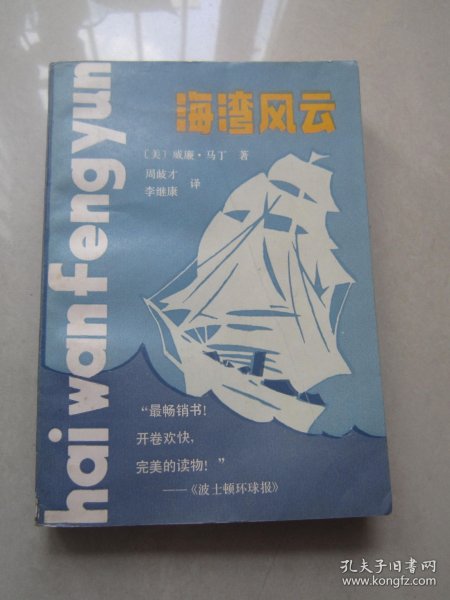 海湾风云
〔美〕威廉·马丁 著
周岐才
李继康
译
hai wan feng yun
“最畅销书！
开卷欢快，
完美的读物！”
——《波士顿环球报》
孔夫子旧书网
www.kongfz.com